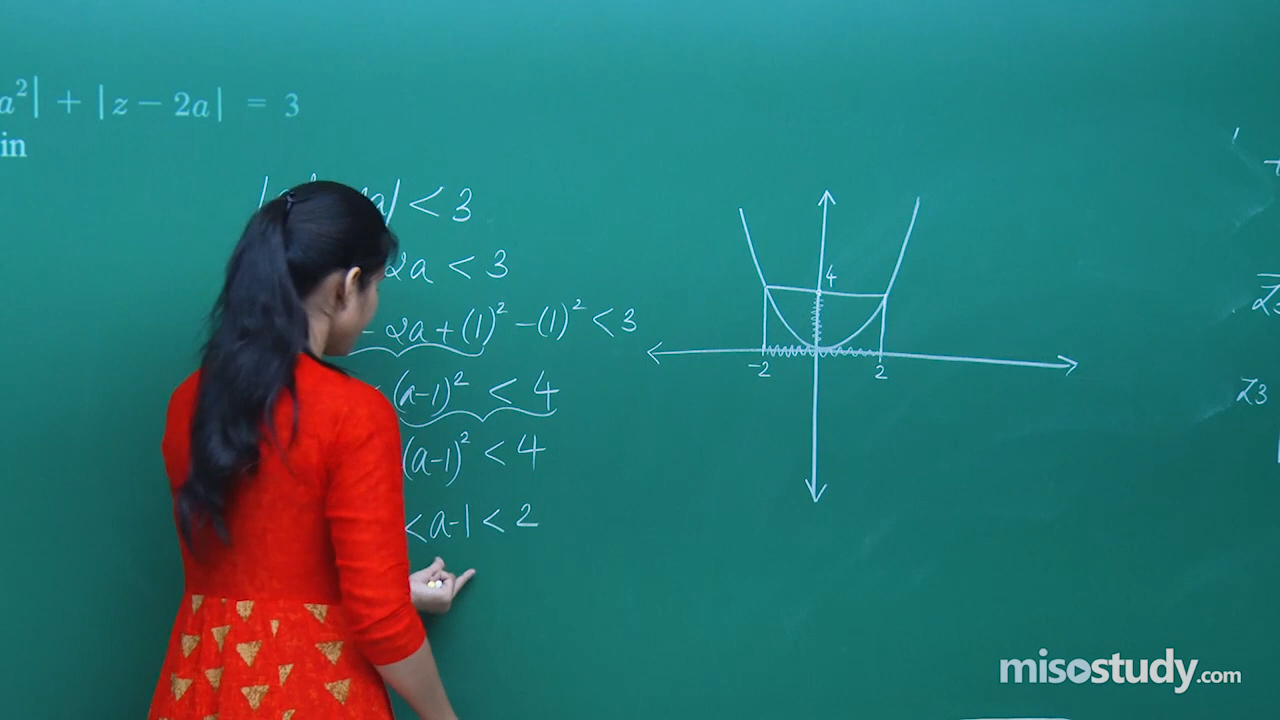 a²| + |z − 2a| = 3
in
a| < 3
2a < 3
- 2a + (1)² - (1)² < 3
(a-1)² < 4
(a-1)² < 4
< a-1 < 2
4
-2 2
Z3
misostudy.com